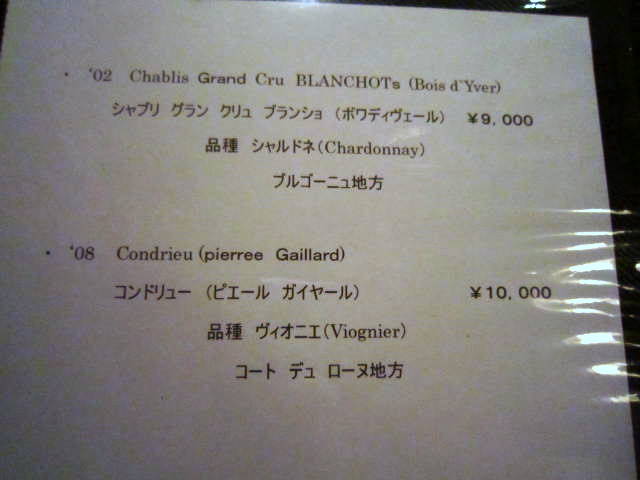 ・ ‘02 Chablis Grand Cru BLANCHOTs (Bois d~Yver)
シャブリ グラン クリュ ブランショ (ボワディヴェール) ￥9,000
品種 シャルドネ(Chardonnay)
ブルゴーニュ地方
・ ‘08 Condrieu (pierree Gaillard)
コンドリュー (ピエール ガイヤール) ￥10,000
品種 ヴィオニエ(Viognier)
コート デュ ローヌ地方